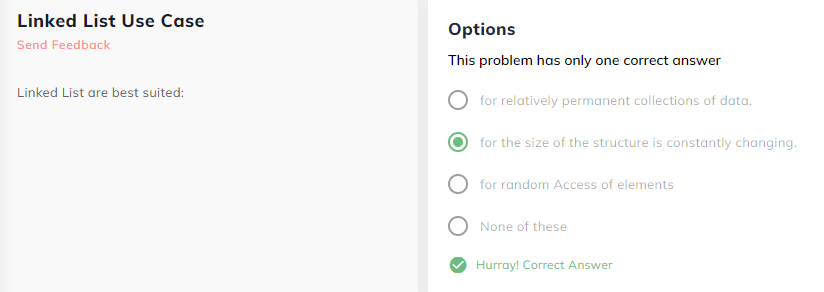 Linked List Use Case
Send Feedback
Linked List are best suited:
Options
This problem has only one correct answer
for relatively permanent collections of data.
for the size of the structure is constantly changing.
for random Access of elements
None of these
Hurray! Correct Answer